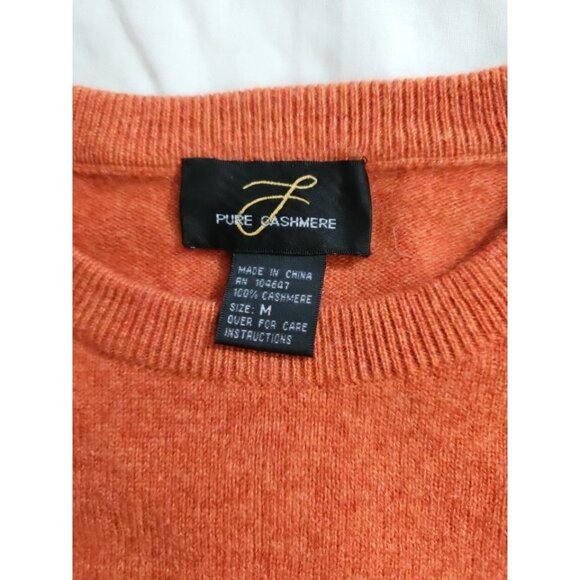 J
PURE CASHMERE
MADE IN CHINA
RN 104647
100% CASHMERE
SIZE: M
OVER FOR CARE
INSTRUCTIONS